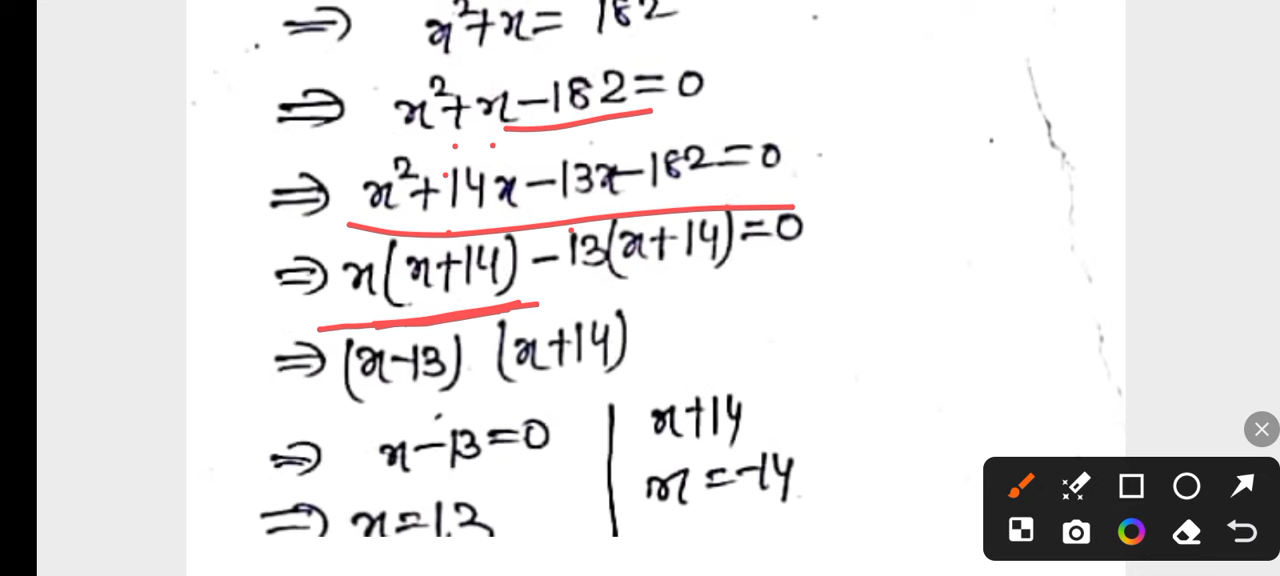 ⇒ x²+x = 182
⇒ x²+x-182=0
⇒ x²+14x-13x-182=0
⇒ x(x+14)-13(x+14)=0
⇒ (x-13) (x+14)
⇒ x-13=0 | x+14
x=-14
⇒ x=13